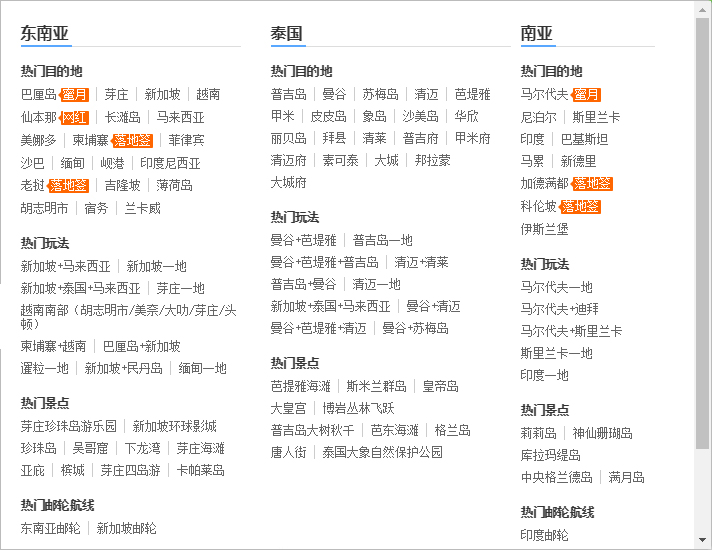 东南亚
热门目的地
巴厘岛 蜜月 芽庄 新加坡 越南
仙本那 网红 长滩岛 马来西亚
美娜多 柬埔寨 落地签 菲律宾
沙巴 缅甸 岘港 印度尼西亚
老挝 落地签 吉隆坡 薄荷岛
胡志明市 宿务 兰卡威
热门玩法
新加坡+马来西亚 新加坡一地
新加坡+泰国+马来西亚 芽庄一地
越南南部（胡志明市/美奈/大叻/芽庄/头
顿）
柬埔寨+越南 巴厘岛+新加坡
暹粒一地 新加坡+民丹岛 缅甸一地
热门景点
芽庄珍珠岛游乐园 新加坡环球影城
珍珠岛 吴哥窟 下龙湾 芽庄海滩
亚庇 槟城 芽庄四岛游 卡帕莱岛
热门邮轮航线
东南亚邮轮 新加坡邮轮
泰国
热门目的地
普吉岛 曼谷 苏梅岛 清迈 芭堤雅
甲米 皮皮岛 象岛 沙美岛 华欣
丽贝岛 拜县 清莱 普吉府 甲米府
清迈府 素可泰 大城 邦拉蒙
大城府
热门玩法
曼谷+芭堤雅 普吉岛一地
曼谷+芭堤雅+普吉岛 清迈+清莱
普吉岛+曼谷 清迈一地
新加坡+泰国+马来西亚 曼谷+清迈
曼谷+芭堤雅+清迈 曼谷+苏梅岛
热门景点
芭堤雅海滩 斯米兰群岛 皇帝岛
大皇宫 博岩丛林飞跃
普吉岛大树秋千 芭东海滩 格兰岛
唐人街 泰国大象自然保护公园
南亚
热门目的地
马尔代夫 蜜月
尼泊尔 斯里兰卡
印度 巴基斯坦
马累 新德里
加德满都 落地签
科伦坡 落地签
伊斯兰堡
热门玩法
马尔代夫一地
马尔代夫+迪拜
马尔代夫+斯里兰卡
斯里兰卡一地
印度一地
热门景点
莉莉岛 神仙珊瑚岛
库拉玛缇岛
中央格兰德岛 满月岛
热门邮轮航线
印度邮轮